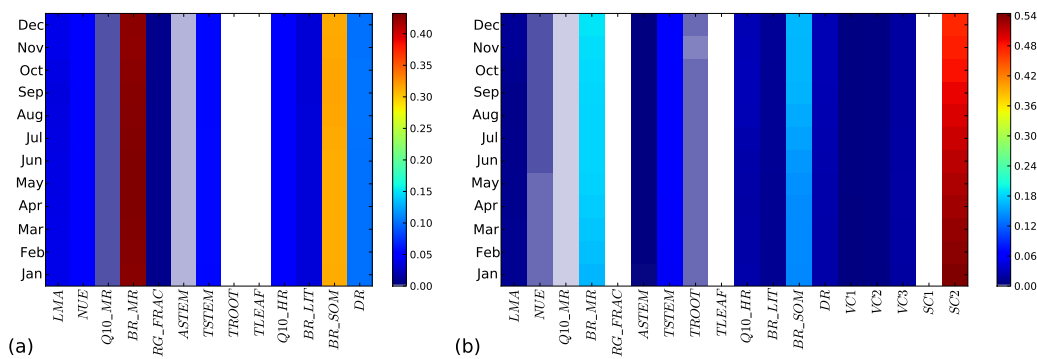 Dec
Nov
Oct
Sep
Aug
Jul
Jun
May
Apr
Mar
Feb
Jan
LMA
NUE
Q10_MR
BR_MR
RG_FRAC
ASTEM
TSTEM
TROOT
TLEAF
Q10_HR
BR_LIT
BR_SOM
DR
0.40
0.35
0.30
0.25
0.20
0.15
0.10
0.05
0.00
(a)
Dec
Nov
Oct
Sep
Aug
Jul
Jun
May
Apr
Mar
Feb
Jan
LMA
NUE
Q10_MR
BR_MR
RG_FRAC
ASTEM
TSTEM
TROOT
TLEAF
Q10_HR
BR_LIT
BR_SOM
DR
VC1
VC2
VC3
SC1
SC2
0.54
0.48
0.42
0.36
0.30
0.24
0.18
0.12
0.06
0.00
(b)